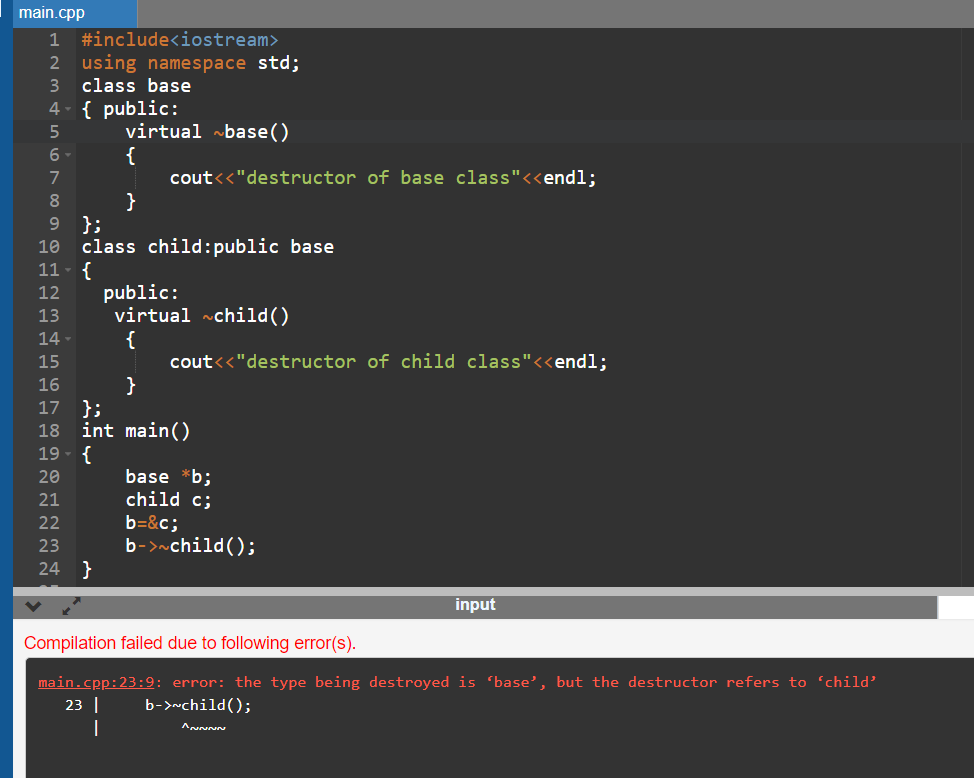 main.cpp
1 #include<iostream>
2 using namespace std;
3 class base
4 { public:
5     virtual ~base()
6     {
7         cout<<"destructor of base class"<<endl;
8     }
9 };
10 class child:public base
11 {
12   public:
13    virtual ~child()
14     {
15         cout<<"destructor of child class"<<endl;
16     }
17 };
18 int main()
19 {
20     base *b;
21     child c;
22     b=&c;
23     b->~child();
24 }
input
Compilation failed due to following error(s).
main.cpp:23:9: error: the type being destroyed is ‘base’, but the destructor refers to ‘child’
   23 |     b->~child();
      |         ^~~~~